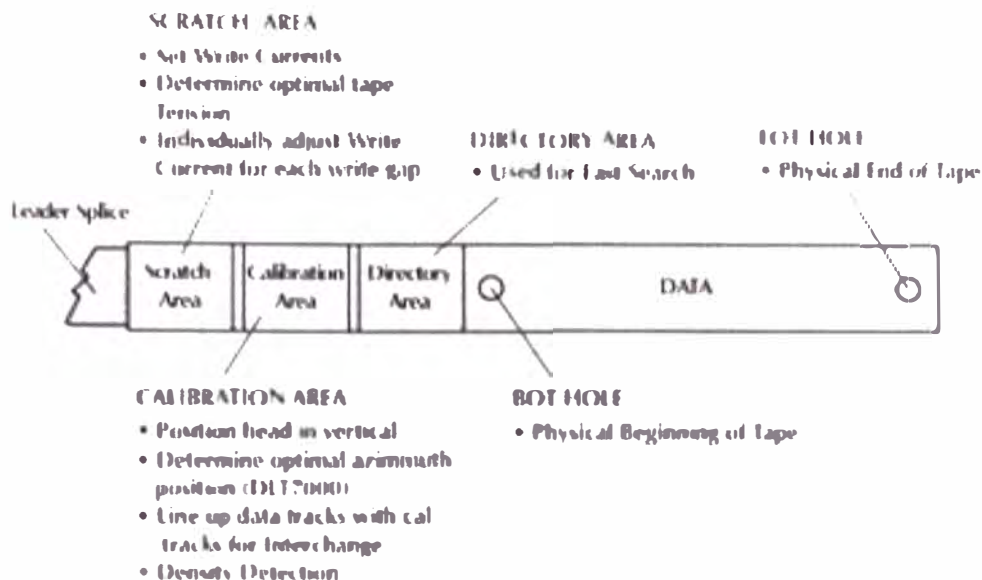 SCRATCH AREA
• Set Write Currents
• Determine optimal tape
Tension
• Individually adjust Write
Current for each write gap
DIRECTORY AREA
• Used for Fast Search
EOT HOLE
• Physical End of Tape
Leader Splice
Scratch
Area
Calibration
Area
Directory
Area
DATA
CALIBRATION AREA
• Position head in vertical
• Determine optimal azimuth
position (DLT7000)
• Line up data tracks with cal
tracks for Interchange
• Density Detection
BOT HOLE
• Physical Beginning of Tape